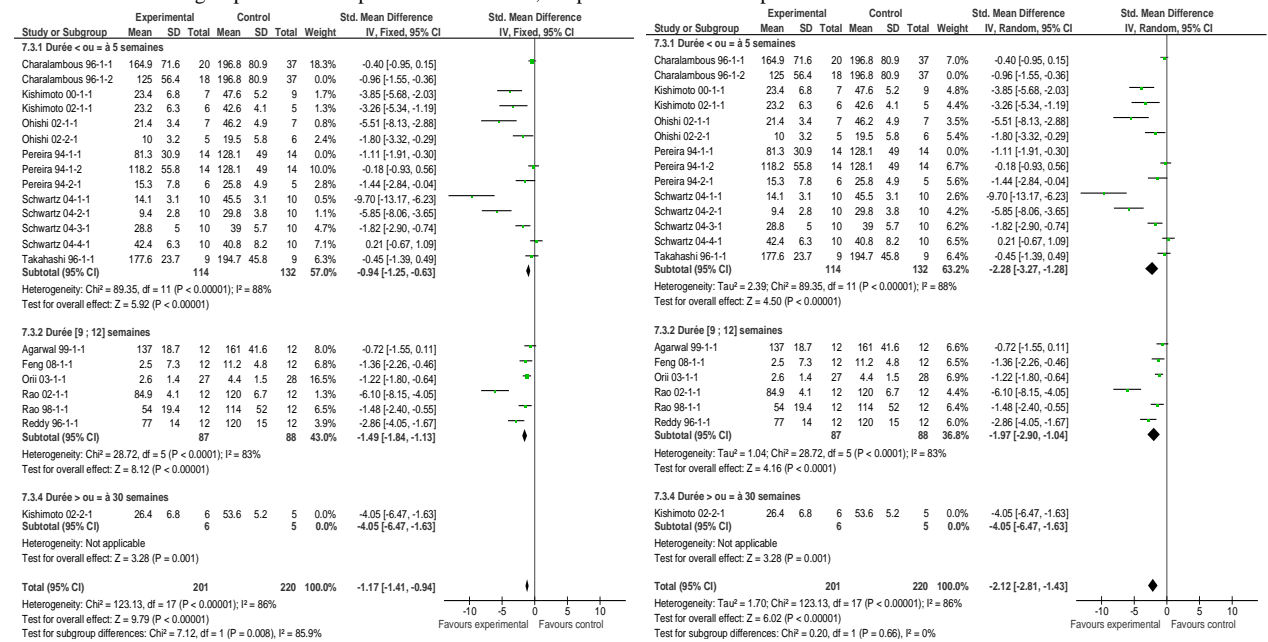 Experimental Control Std. Mean Difference Std. Mean Difference
Study or Subgroup Mean SD Total Mean SD Total Weight IV, Fixed, 95% CI IV, Fixed, 95% CI
7.3.1 Durée < ou = à 5 semaines
Charalambous 96-1-1 164.9 71.6 20 196.8 80.9 37 18.3% -0.40 [-0.95, 0.15]
Charalambous 96-1-2 125 56.4 18 196.8 80.9 37 0.0% -0.96 [-1.55, -0.36]
Kishimoto 00-1-1 23.4 6.8 7 47.6 5.2 9 1.7% -3.85 [-5.68, -2.03]
Kishimoto 02-1-1 23.2 6.3 6 42.6 4.1 5 1.3% -3.26 [-5.34, -1.19]
Ohishi 02-1-1 21.4 3.4 7 46.2 4.9 7 0.8% -5.51 [-8.13, -2.88]
Ohishi 02-2-1 10 3.2 5 19.5 5.8 6 2.4% -1.80 [-3.32, -0.29]
Pereira 94-1-1 81.3 30.9 14 128.1 49 14 0.0% -1.11 [-1.91, -0.30]
Pereira 94-1-2 118.2 55.8 14 128.1 49 14 9.9% -0.18 [-0.93, 0.56]
Pereira 94-2-1 15.3 7.8 6 25.8 4.9 5 2.8% -1.44 [-2.84, -0.04]
Schwartz 04-1-1 14.1 3.1 10 45.5 3.1 10 0.5% -9.70 [-13.17, -6.23]
Schwartz 04-2-1 9.4 2.8 10 29.8 3.8 10 1.1% -5.85 [-8.06, -3.65]
Schwartz 04-3-1 28.8 5 10 39 5.7 10 4.7% -1.82 [-2.90, -0.74]
Schwartz 04-4-1 42.4 6.3 10 40.8 8.2 10 7.1% 0.21 [-0.67, 1.09]
Takahashi 96-1-1 177.6 23.7 9 194.7 45.8 9 6.3% -0.45 [-1.39, 0.49]
Subtotal (95% CI) 114 132 57.0% -0.94 [-1.25, -0.63]
Heterogeneity: Chi² = 89.35, df = 11 (P < 0.00001); I² = 88%
Test for overall effect: Z = 5.92 (P < 0.00001)
7.3.2 Durée [9 ; 12] semaines
Agarwal 99-1-1 137 18.7 12 161 41.6 12 8.0% -0.72 [-1.55, 0.11]
Feng 08-1-1 2.5 7.3 12 11.2 4.8 12 6.8% -1.36 [-2.26, -0.46]
Orii 03-1-1 2.6 1.4 27 4.4 1.5 28 16.5% -1.22 [-1.80, -0.64]
Rao 02-1-1 84.9 4.1 12 120 6.7 12 1.3% -6.10 [-8.15, -4.05]
Rao 98-1-1 54 19.4 12 114 52 12 6.5% -1.48 [-2.40, -0.55]
Reddy 96-1-1 77 14 12 120 15 12 3.9% -2.86 [-4.05, -1.67]
Subtotal (95% CI) 87 88 43.0% -1.49 [-1.84, -1.13]
Heterogeneity: Chi² = 28.72, df = 5 (P < 0.0001); I² = 83%
Test for overall effect: Z = 8.12 (P < 0.00001)
7.3.4 Durée > ou = à 30 semaines
Kishimoto 02-2-1 26.4 6.8 6 53.6 5.2 5 0.0% -4.05 [-6.47, -1.63]
Subtotal (95% CI) 6 5 0.0% -4.05 [-6.47, -1.63]
Heterogeneity: Not applicable
Test for overall effect: Z = 3.28 (P = 0.001)
Total (95% CI) 201 220 100.0% -1.17 [-1.41, -0.94]
Heterogeneity: Chi² = 123.13, df = 17 (P < 0.00001); I² = 86%
Test for overall effect: Z = 9.79 (P < 0.00001)
Test for subgroup differences: Chi² = 7.12, df = 1 (P = 0.008), I² = 85.9%
-10 -5 0 5 10
Favours experimental Favours control
Experimental Control Std. Mean Difference Std. Mean Difference
Study or Subgroup Mean SD Total Mean SD Total Weight IV, Random, 95% CI IV, Random, 95% CI
7.3.1 Durée < ou = à 5 semaines
Charalambous 96-1-1 164.9 71.6 20 196.8 80.9 37 7.0% -0.40 [-0.95, 0.15]
Charalambous 96-1-2 125 56.4 18 196.8 80.9 37 0.0% -0.96 [-1.55, -0.36]
Kishimoto 00-1-1 23.4 6.8 7 47.6 5.2 9 4.9% -3.85 [-5.68, -2.03]
Kishimoto 02-1-1 23.2 6.3 6 42.6 4.1 5 4.4% -3.26 [-5.34, -1.19]
Ohishi 02-1-1 21.4 3.4 7 46.2 4.9 7 3.6% -5.51 [-8.13, -2.88]
Ohishi 02-2-1 10 3.2 5 19.5 5.8 6 5.4% -1.80 [-3.32, -0.29]
Pereira 94-1-1 81.3 30.9 14 128.1 49 14 0.0% -1.11 [-1.91, -0.30]
Pereira 94-1-2 118.2 55.8 14 128.1 49 14 6.7% -0.18 [-0.93, 0.56]
Pereira 94-2-1 15.3 7.8 6 25.8 4.9 5 5.6% -1.44 [-2.84, -0.04]
Schwartz 04-1-1 14.1 3.1 10 45.5 3.1 10 2.6% -9.70 [-13.17, -6.23]
Schwartz 04-2-1 9.4 2.8 10 29.8 3.8 10 4.2% -5.85 [-8.06, -3.65]
Schwartz 04-3-1 28.8 5 10 39 5.7 10 6.2% -1.82 [-2.90, -0.74]
Schwartz 04-4-1 42.4 6.3 10 40.8 8.2 10 6.5% 0.21 [-0.67, 1.09]
Takahashi 96-1-1 177.6 23.7 9 194.7 45.8 9 6.4% -0.45 [-1.39, 0.49]
Subtotal (95% CI) 114 132 63.2% -2.28 [-3.27, -1.28]
Heterogeneity: Tau² = 2.39; Chi² = 89.35, df = 11 (P < 0.00001); I² = 88%
Test for overall effect: Z = 4.50 (P < 0.00001)
7.3.2 Durée [9 ; 12] semaines
Agarwal 99-1-1 137 18.7 12 161 41.6 12 6.6% -0.72 [-1.55, 0.11]
Feng 08-1-1 2.5 7.3 12 11.2 4.8 12 6.5% -1.36 [-2.26, -0.46]
Orii 03-1-1 2.6 1.4 27 4.4 1.5 28 6.9% -1.22 [-1.80, -0.64]
Rao 02-1-1 84.9 4.1 12 120 6.7 12 4.5% -6.10 [-8.15, -4.05]
Rao 98-1-1 54 19.4 12 114 52 12 6.5% -1.48 [-2.40, -0.55]
Reddy 96-1-1 77 14 12 120 15 12 6.0% -2.86 [-4.05, -1.67]
Subtotal (95% CI) 87 88 36.8% -1.97 [-2.90, -1.04]
Heterogeneity: Tau² = 1.04; Chi² = 28.72, df = 5 (P < 0.0001); I² = 83%
Test for overall effect: Z = 4.16 (P < 0.0001)
7.3.4 Durée > ou = à 30 semaines
Kishimoto 02-2-1 26.4 6.8 6 53.6 5.2 5 0.0% -4.05 [-6.47, -1.63]
Subtotal (95% CI) 6 5 0.0% -4.05 [-6.47, -1.63]
Heterogeneity: Not applicable
Test for overall effect: Z = 3.28 (P = 0.001)
Total (95% CI) 201 220 100.0% -2.12 [-2.81, -1.43]
Heterogeneity: Tau² = 1.70; Chi² = 123.13, df = 17 (P < 0.00001); I² = 86%
Test for overall effect: Z = 6.02 (P < 0.00001)
Test for subgroup differences: Chi² = 0.20, df = 1 (P = 0.66), I² = 0%
-10 -5 0 5 10
Favours experimental Favours control